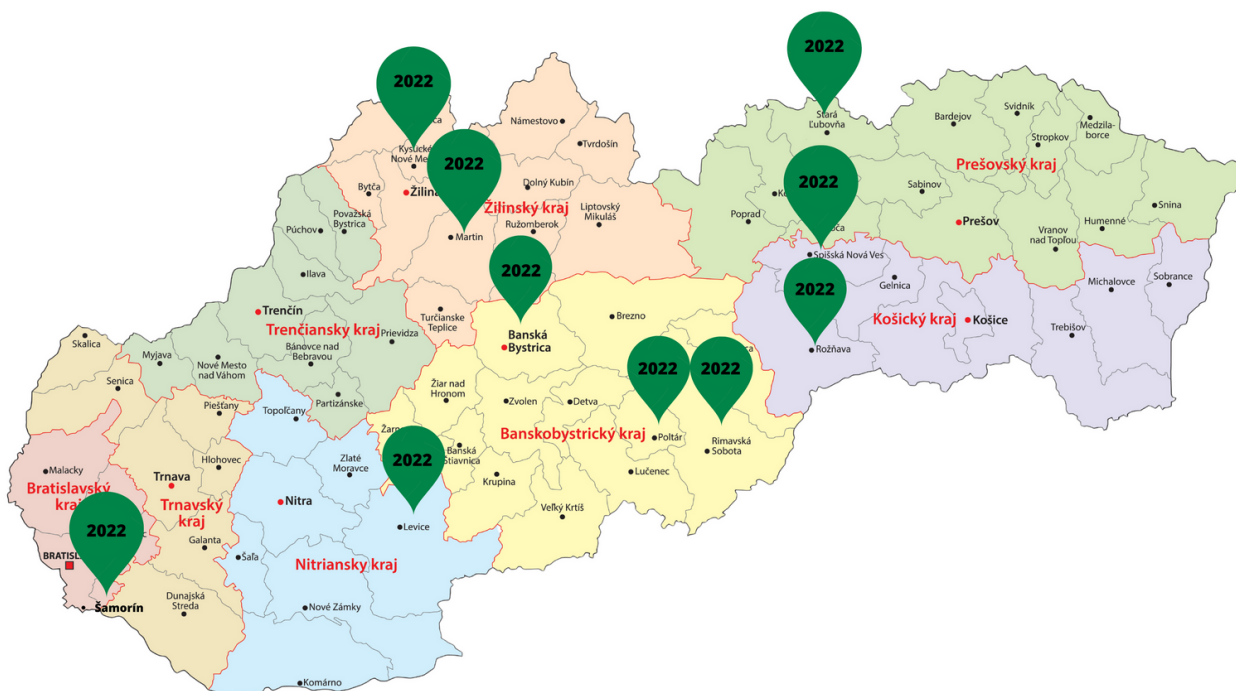 2022
2022
Svidník
Stará
Ľubovňa
Bardejov
Medzila-
borce
Stropkov
Námestovo
Tvrdošín
Kysucké
Nové Me
2022
Prešovský kraj
Dolný Kubín
Bytča
Žilina
Žilinský kraj
2022
Sabinov
Liptovský
Mikuláš
Snina
Považská
Bystrica
Púchov
Ružomberok
Martin
Poprad
Prešov
Humenné
Vranov
nad Topľou
Spišská Nová Ves
2022
Ilava
Gelnica
Michalovce
Sobrance
2022
Trenčín
Trenčiansky kraj
Turčianske
Teplice
Brezno
Košický kraj
Košice
Trebišov
Prievidza
Banská
Bystrica
Rožňava
Skalica
Bánovce nad
Bebravou
Myjava
Nové Mesto
nad Váhom
2022
2022
Senica
Partizánske
Žiar nad
Hronom
Zvolen
Detva
Piešťany
Topoľčany
Banskobystrický kraj
Poltár
Rimavská
Sobota
Banská
Štiavnica
Zlaté
Moravce
2022
Hlohovec
Malacky
Trnava
Krupina
Lučenec
Bratislavský
kraj
Trnavský
kraj
Nitra
Veľký Krtíš
2022
Levice
Galanta
BRATISL
Šaľa
Nitriansky kraj
Dunajská
Streda
Šamorín
Nové Zámky
Komárno